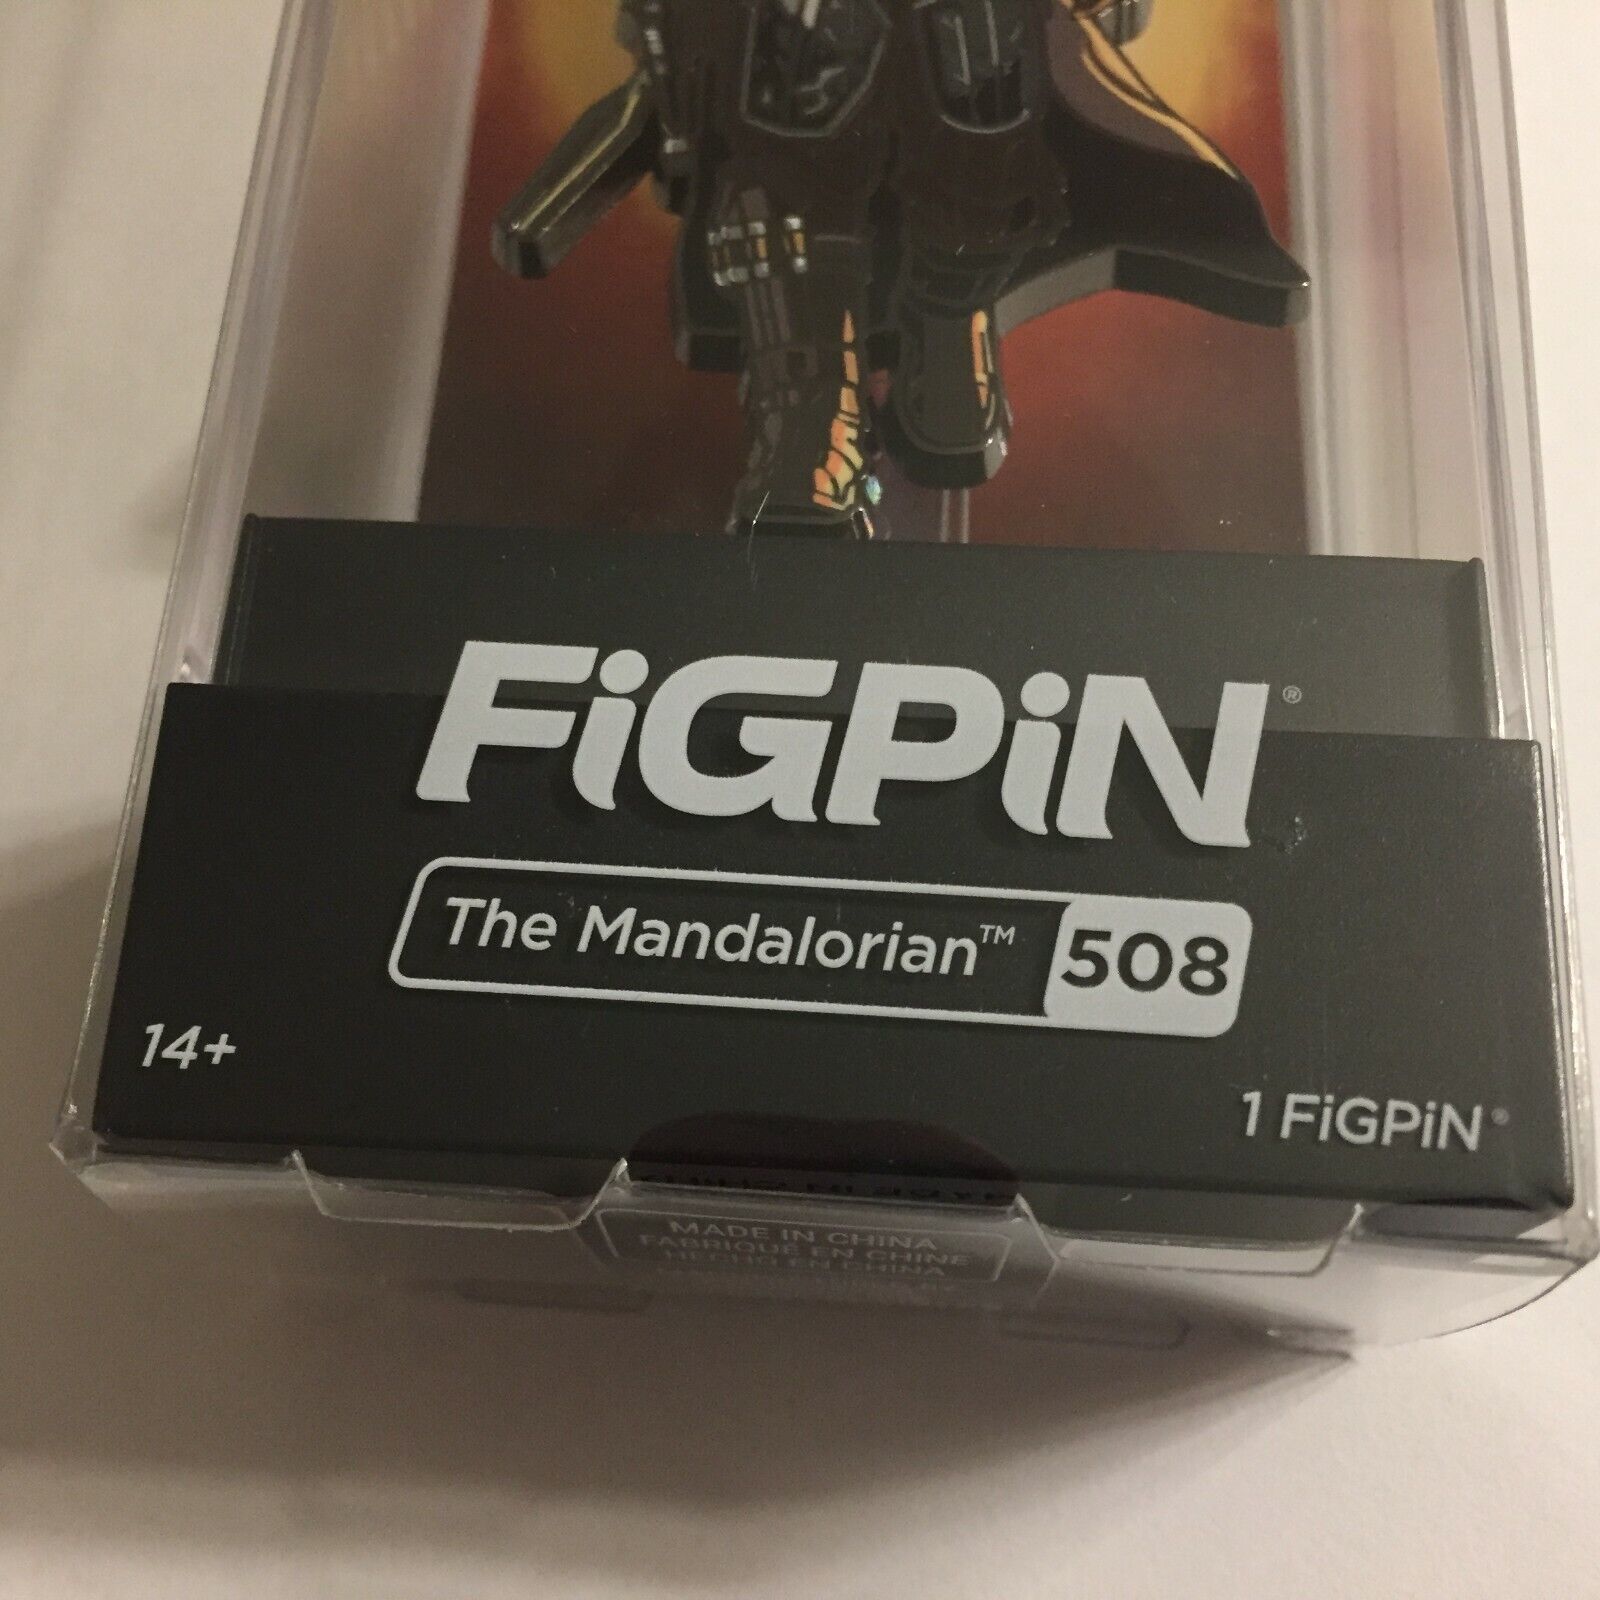 FiGPiN®
The Mandalorian™ 508
14+
1 FiGPiN®
MADE IN CHINA
FABRIQUÉ EN CHINE
HECHO EN CHINA